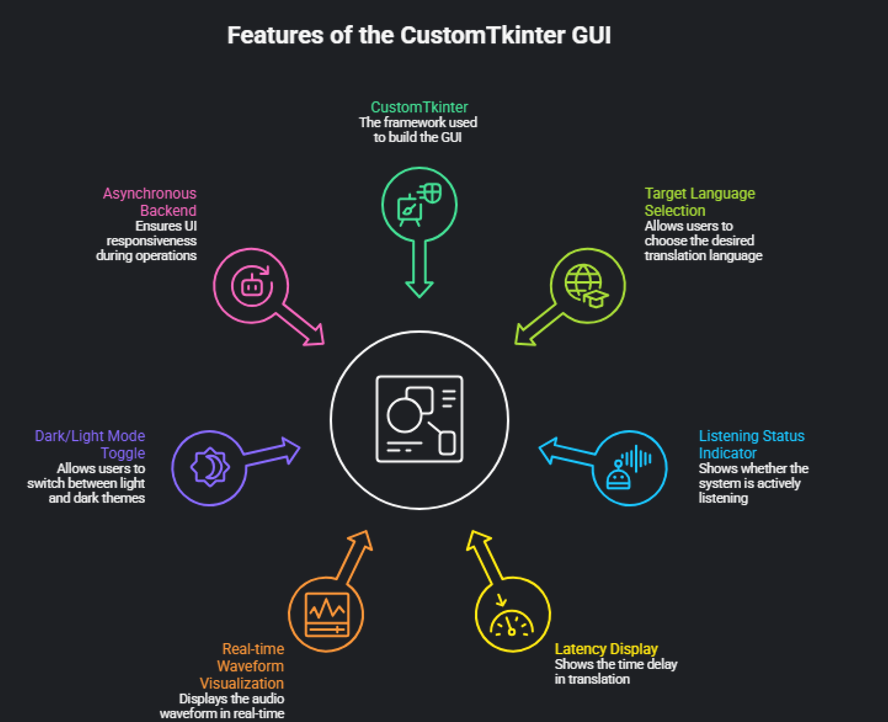 Features of the CustomTkinter GUI
CustomTkinter
The framework used
to build the GUI
Asynchronous
Backend
Ensures UI
responsiveness
during operations
Target Language
Selection
Allows users to
choose the desired
translation language
Dark/Light Mode
Toggle
Allows users to
switch between light
and dark themes
Listening Status
Indicator
Shows whether the
system is actively
listening
Real-time
Waveform
Visualization
Displays the audio
waveform in real-time
Latency Display
Shows the time delay
in translation